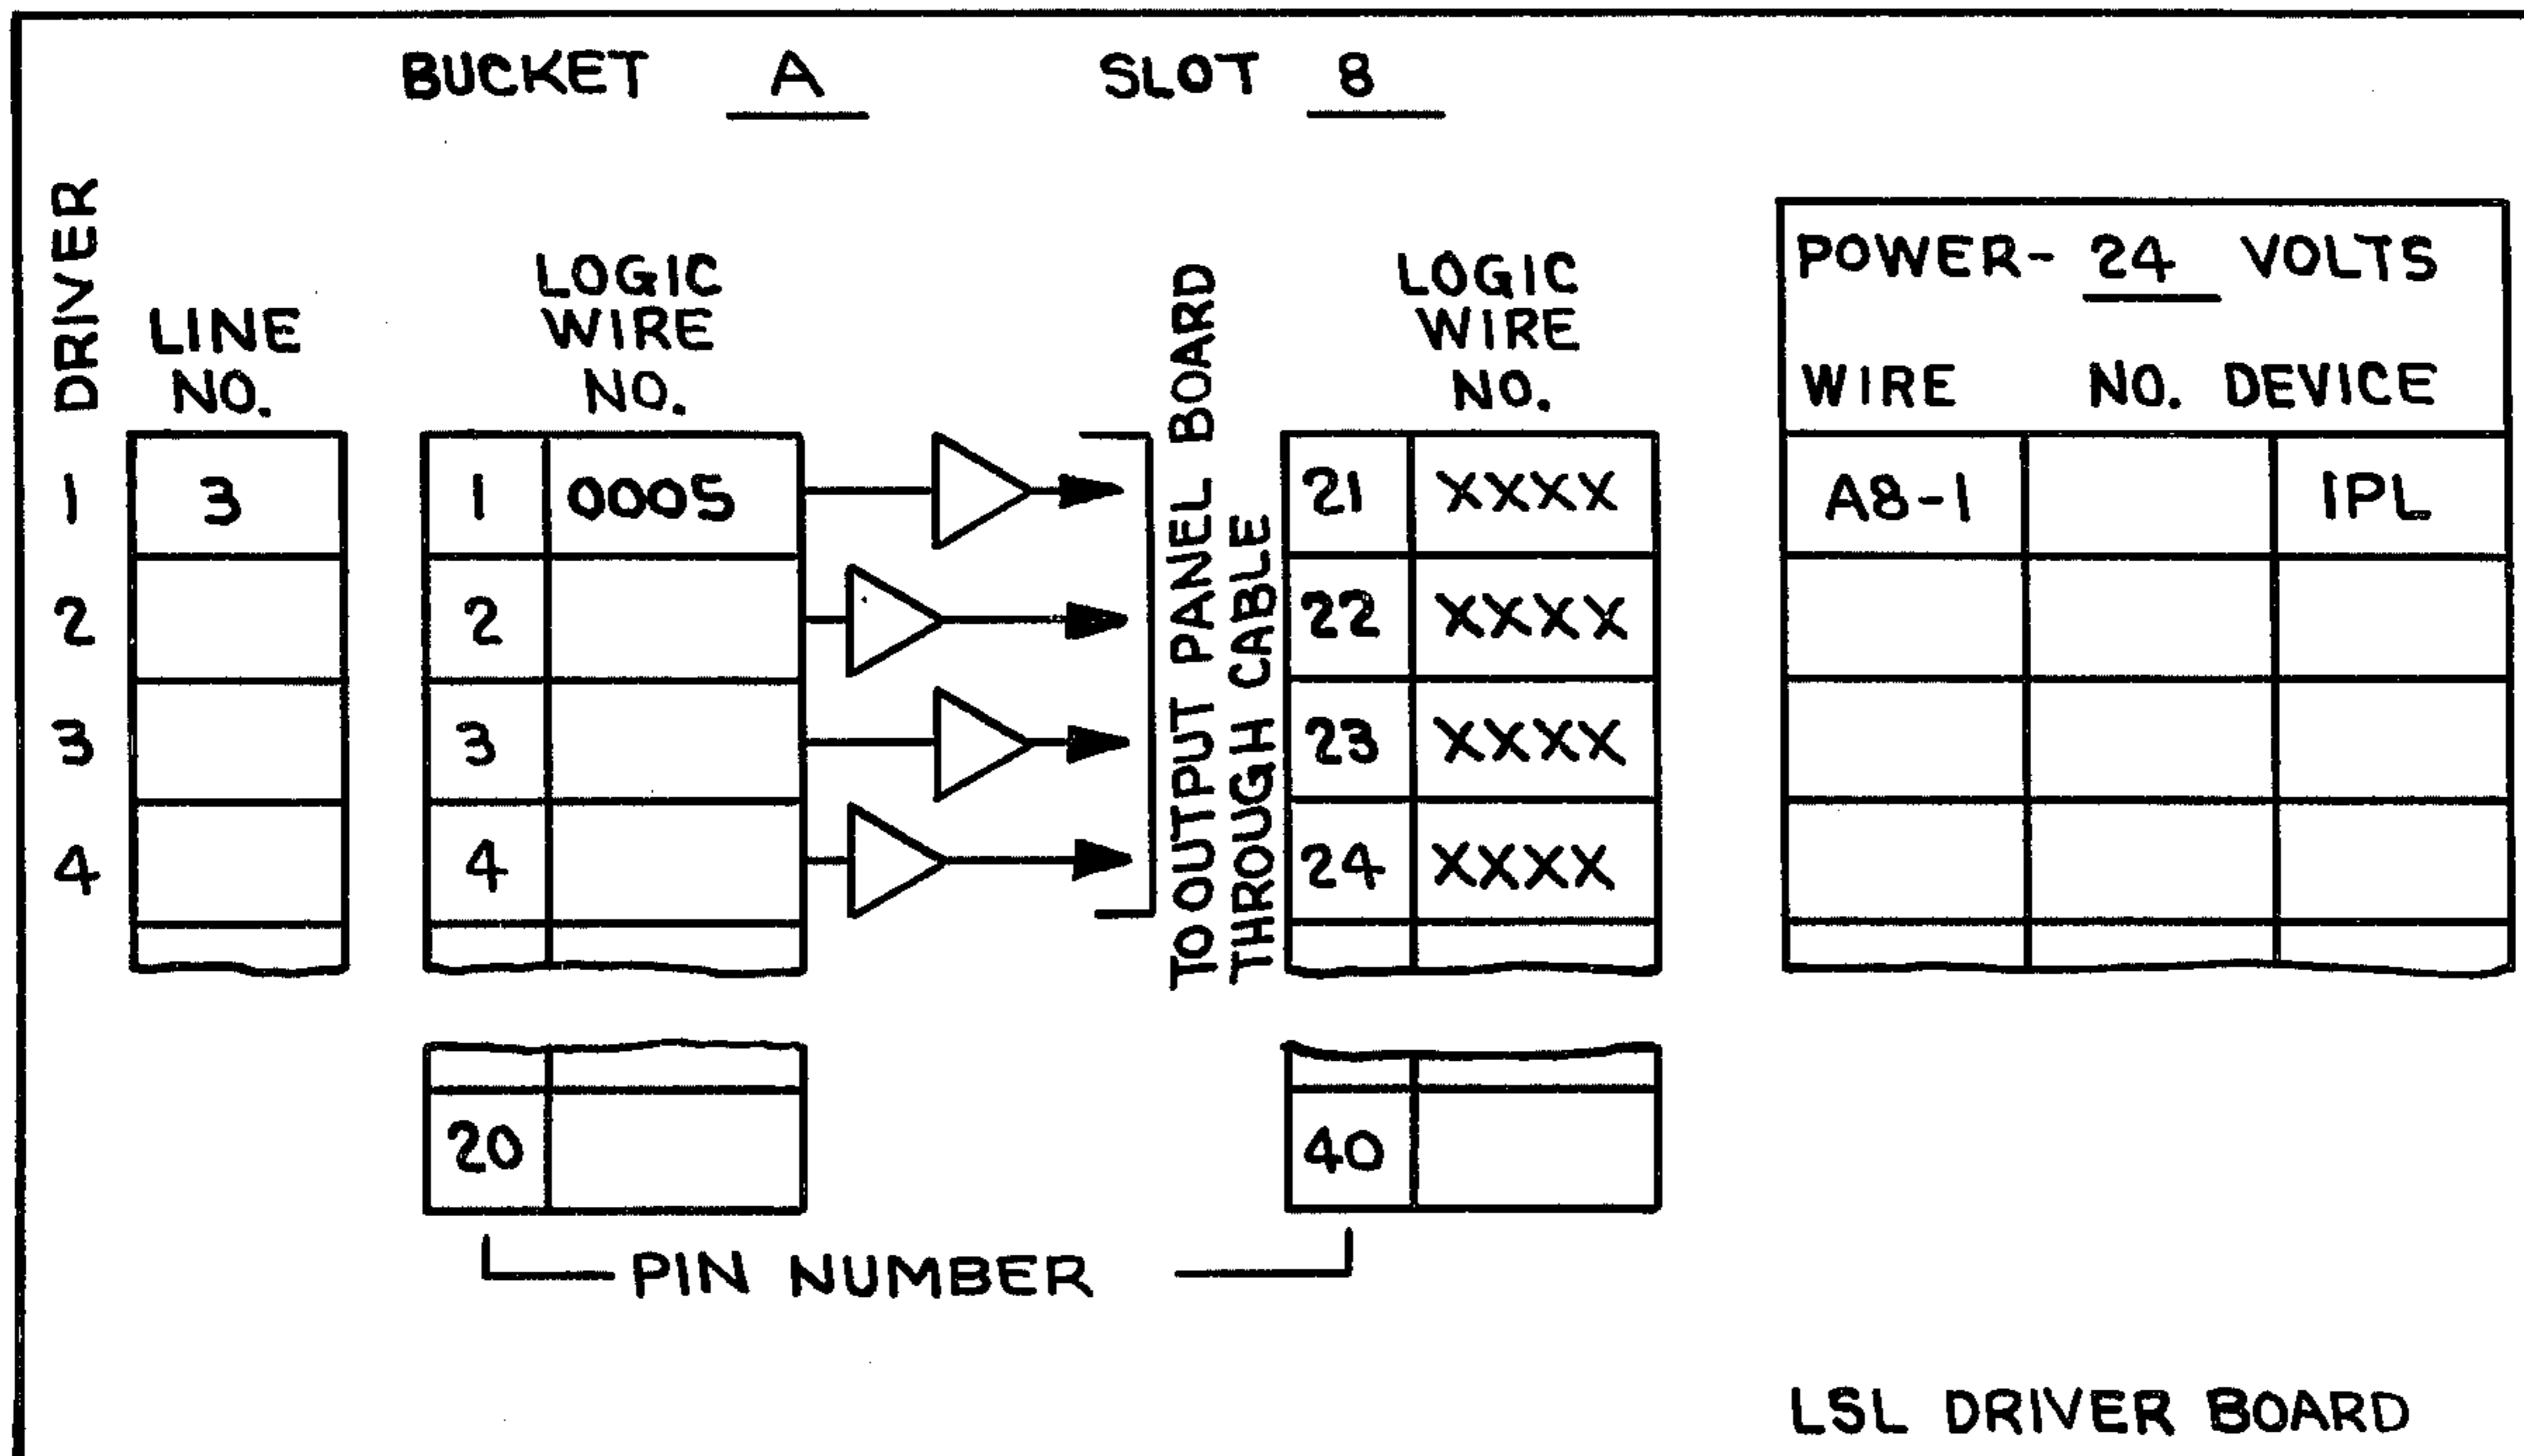 BUCKET A SLOT 8
DRIVER
LINE
NO.
LOGIC
WIRE
NO.
TO OUTPUT PANEL BOARD
THROUGH CABLE
LOGIC
WIRE
NO.
POWER- 24 VOLTS
WIRE NO. DEVICE
1 3 1 0005 21 XXXX A8-1 1PL
2 2 22 XXXX
3 3 23 XXXX
4 4 24 XXXX
20 40
PIN NUMBER
LSL DRIVER BOARD